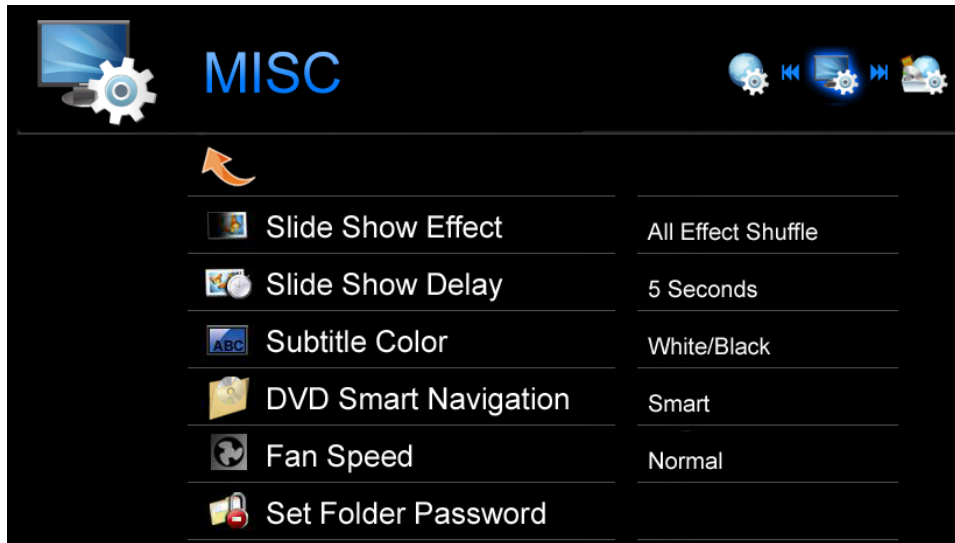 MISC
Slide Show Effect All Effect Shuffle
Slide Show Delay 5 Seconds
ABC Subtitle Color White/Black
DVD Smart Navigation Smart
Fan Speed Normal
Set Folder Password